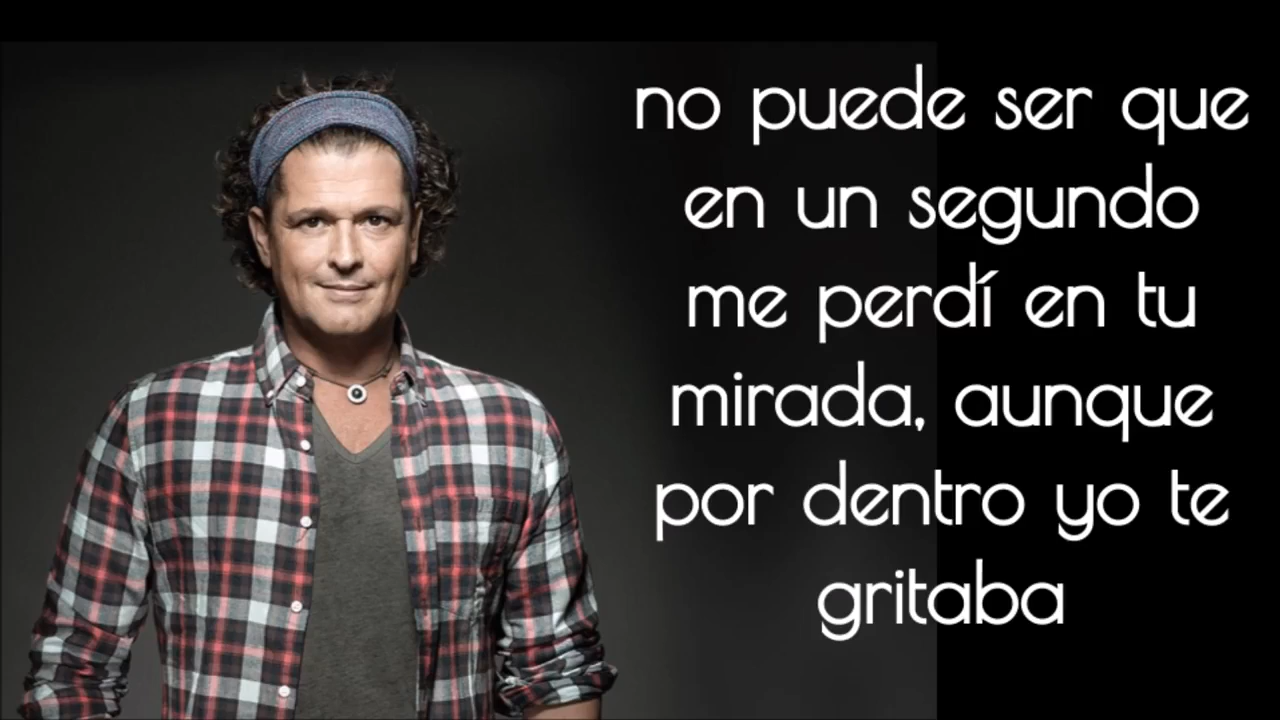 no puede ser que
en un segundo
me perdí en tu
mirada, aunque
por dentro yo te
gritaba